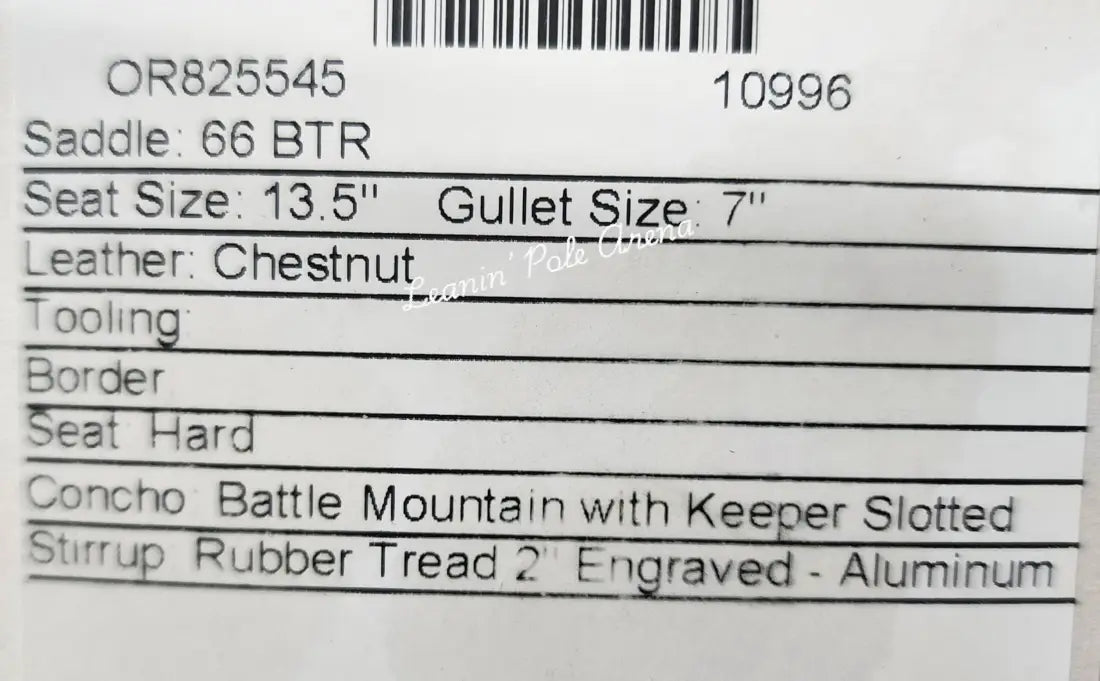 OR825545 10996
Saddle: 66 BTR
Seat Size: 13.5" Gullet Size: 7"
Leather: Chestnut
Leanin' Pole Arena
Tooling:
Border
Seat Hard
Concho Battle Mountain with Keeper Slotted
Stirrup Rubber Tread 2" Engraved - Aluminum